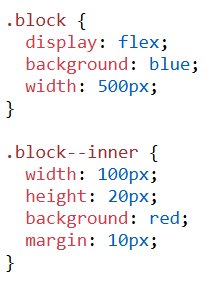 .block {
  display: flex;
  background: blue;
  width: 500px;
}

.block--inner {
  width: 100px;
  height: 20px;
  background: red;
  margin: 10px;
}